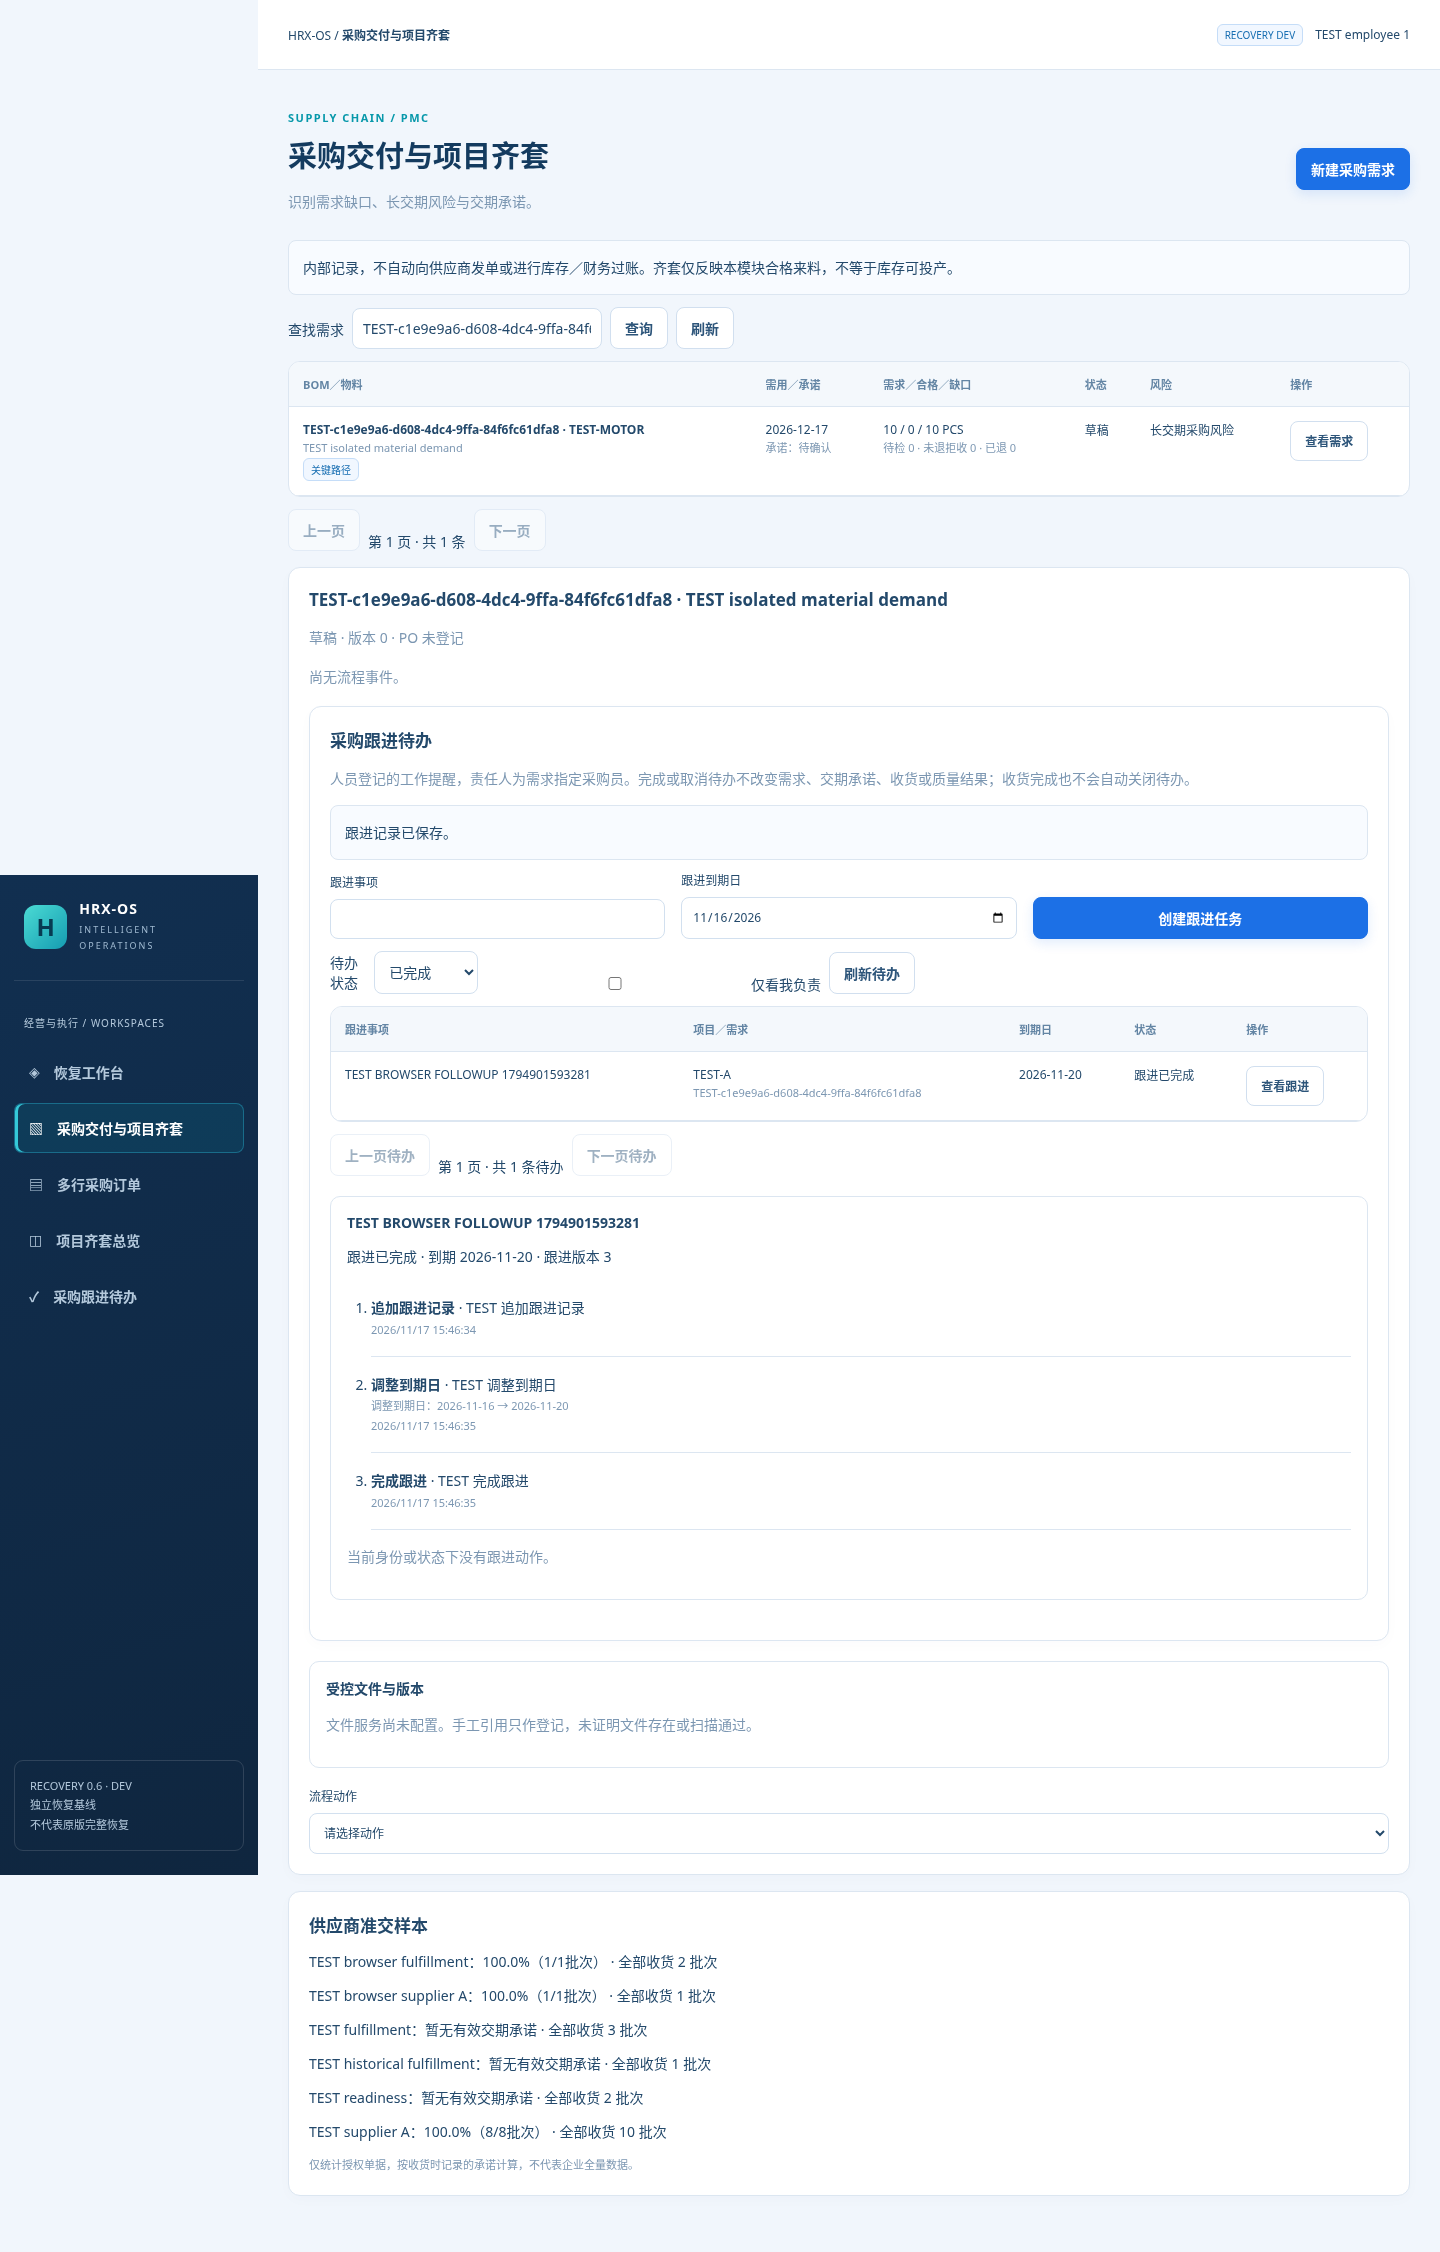 HRX-OS / 采购交付与项目齐套
RECOVERY DEV
TEST employee 1
SUPPLY CHAIN / PMC
采购交付与项目齐套
新建采购需求
识别需求缺口、长交期风险与交期承诺。
内部记录，不自动向供应商发单或进行库存／财务过账。齐套仅反映本模块合格来料，不等于库存可投产。
查找需求 TEST-c1e9e9a6-d608-4dc4-9ffa-84f6 查询 刷新
BOM／物料 需用／承诺 需求／合格／缺口 状态 风险 操作
TEST-c1e9e9a6-d608-4dc4-9ffa-84f6fc61dfa8 · TEST-MOTOR 2026-12-17 10 / 0 / 10 PCS 草稿 长交期采购风险 查看需求
TEST isolated material demand 承诺：待确认 待检 0 · 未退拒收 0 · 已退 0
关键路径
上一页 第 1 页 · 共 1 条 下一页
TEST-c1e9e9a6-d608-4dc4-9ffa-84f6fc61dfa8 · TEST isolated material demand
草稿 · 版本 0 · PO 未登记
尚无流程事件。
采购跟进待办
人员登记的工作提醒，责任人为需求指定采购员。完成或取消待办不改变需求、交期承诺、收货或质量结果；收货完成也不会自动关闭待办。
跟进记录已保存。
跟进事项 跟进到期日
11/16/2026 创建跟进任务
待办状态 已完成 仅看我负责 刷新待办
跟进事项 项目／需求 到期日 状态 操作
TEST BROWSER FOLLOWUP 1794901593281 TEST-A 2026-11-20 跟进已完成 查看跟进
TEST-c1e9e9a6-d608-4dc4-9ffa-84f6fc61dfa8
上一页待办 第 1 页 · 共 1 条待办 下一页待办
TEST BROWSER FOLLOWUP 1794901593281
跟进已完成 · 到期 2026-11-20 · 跟进版本 3
1. 追加跟进记录 · TEST 追加跟进记录
2026/11/17 15:46:34
2. 调整到期日 · TEST 调整到期日
调整到期日：2026-11-16 → 2026-11-20
2026/11/17 15:46:35
3. 完成跟进 · TEST 完成跟进
2026/11/17 15:46:35
当前身份或状态下没有跟进动作。
受控文件与版本
文件服务尚未配置。手工引用只作登记，未证明文件存在或扫描通过。
流程动作
请选择动作
供应商准交样本
TEST browser fulfillment：100.0%（1/1批次） · 全部收货 2 批次
TEST browser supplier A：100.0%（1/1批次） · 全部收货 1 批次
TEST fulfillment：暂无有效交期承诺 · 全部收货 3 批次
TEST historical fulfillment：暂无有效交期承诺 · 全部收货 1 批次
TEST readiness：暂无有效交期承诺 · 全部收货 2 批次
TEST supplier A：100.0%（8/8批次） · 全部收货 10 批次
仅统计授权单据，按收货时记录的承诺计算，不代表企业全量数据。
H
HRX-OS
INTELLIGENT
OPERATIONS
经营与执行 / WORKSPACES
恢复工作台
采购交付与项目齐套
多行采购订单
项目齐套总览
采购跟进待办
RECOVERY 0.6 · DEV
独立恢复基线
不代表原版完整恢复